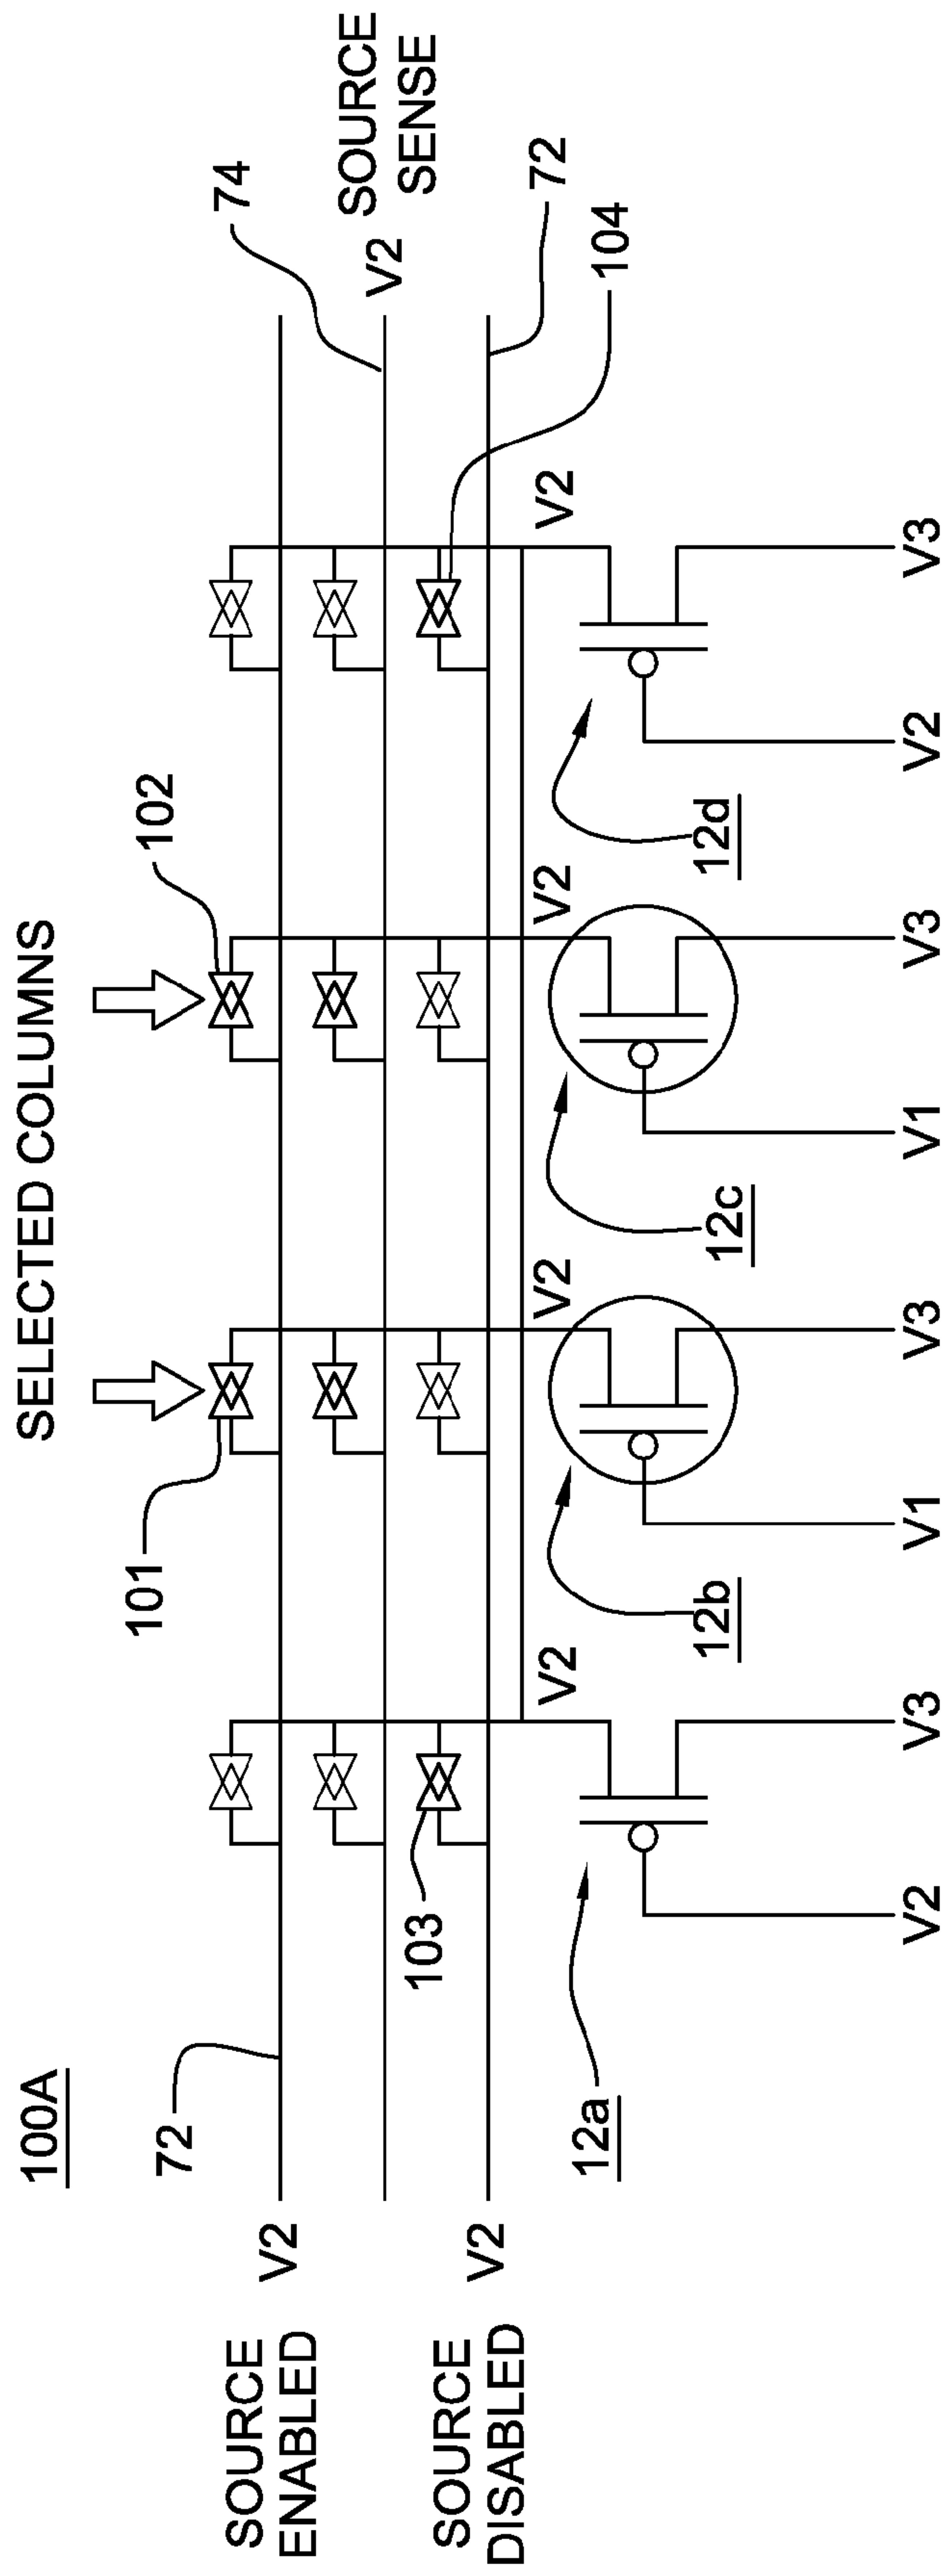 100A
SELECTED COLUMNS
101
102
74
72
SOURCE
ENABLED
V2
V2
SOURCE
SENSE
SOURCE
DISABLED
V2
103
72
104
V2
V2
V2
V2
12a
12b
12c
12d
V2
V3
V1
V3
V1
V3
V2
V3